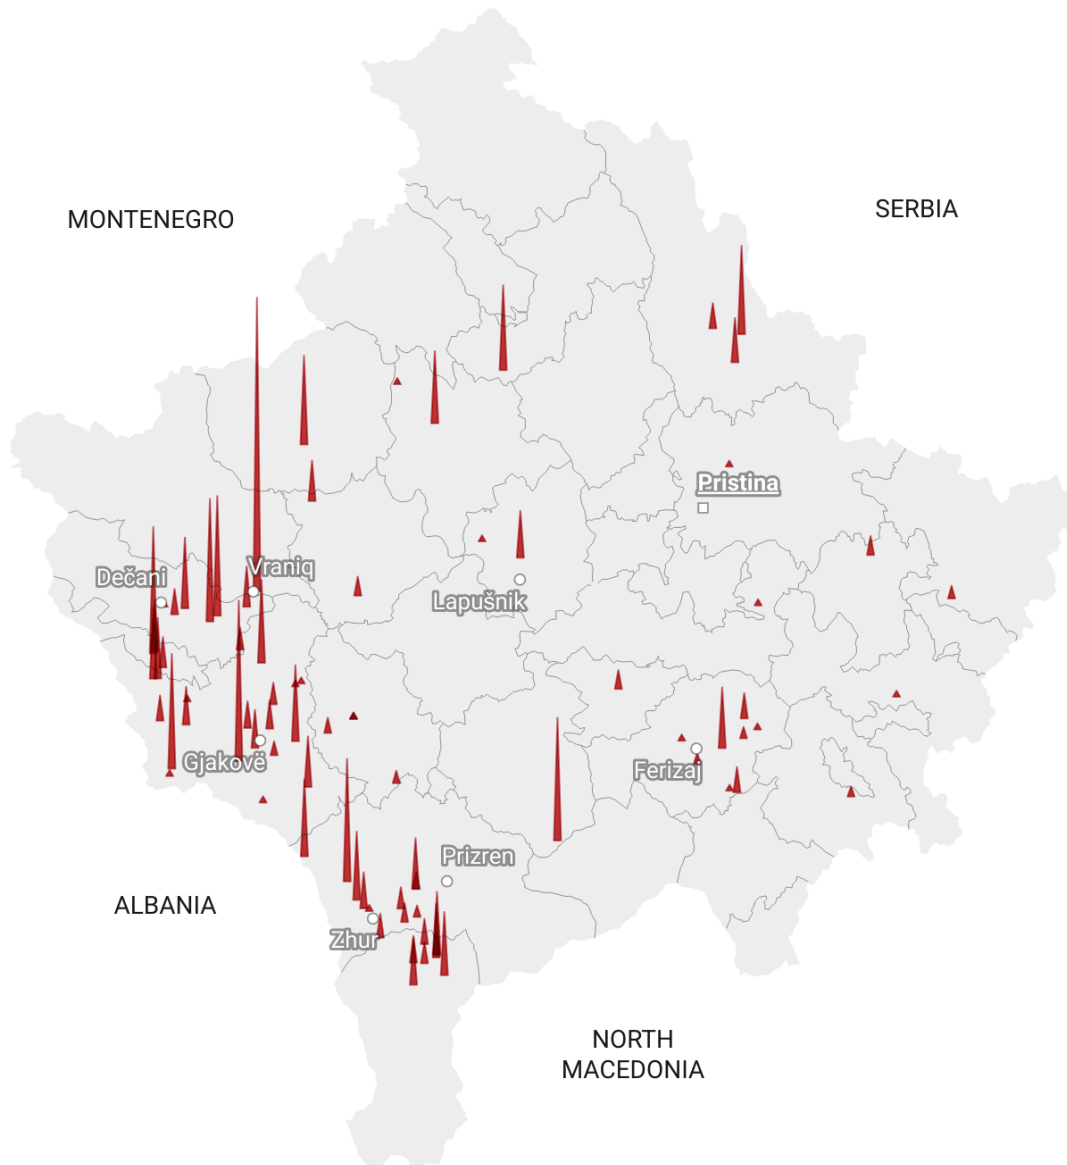 SERBIA
MONTENEGRO
Pristina
Vraniq
Dečani
Lapušnik
Gjakovë
Ferizaj
Prizren
ALBANIA
Zhur
NORTH
MACEDONIA